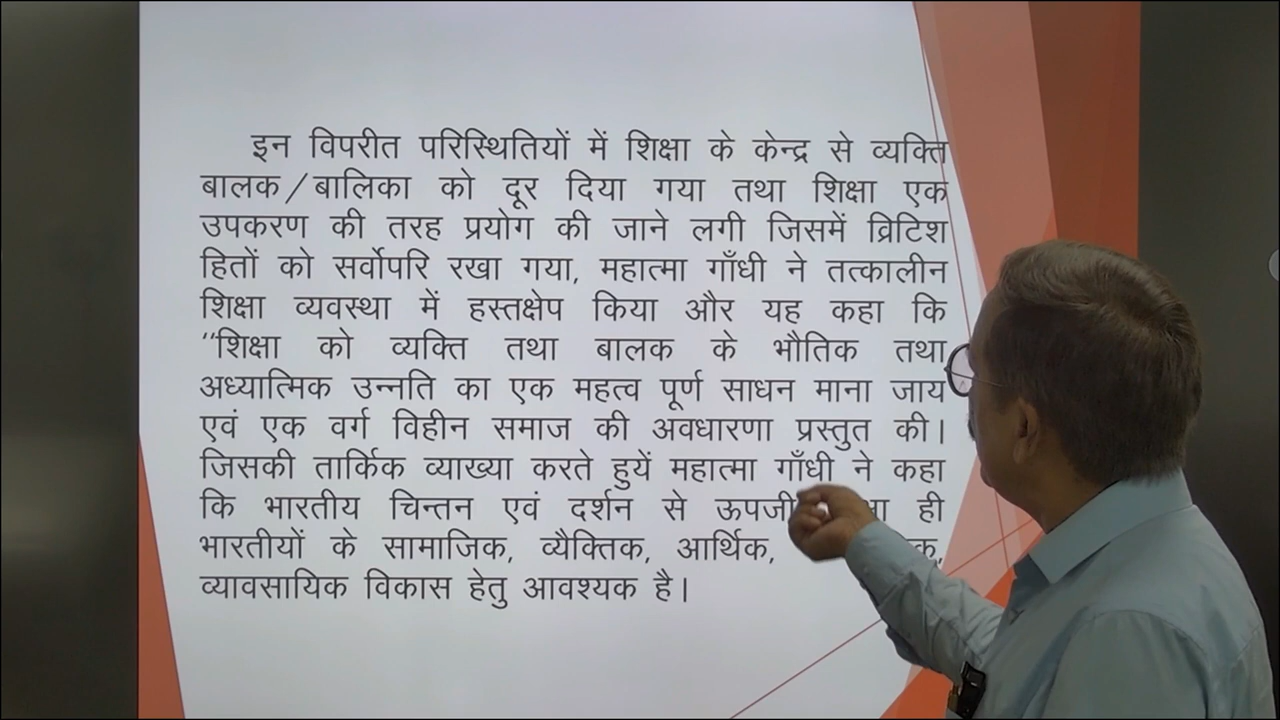 इन विपरीत परिस्थितियों में शिक्षा के केन्द्र से व्यक्ति
बालक/बालिका को दूर दिया गया तथा शिक्षा एक
उपकरण की तरह प्रयोग की जाने लगी जिसमें ब्रिटिश
हितों को सर्वोपरि रखा गया, महात्मा गाँधी ने तत्कालीन
शिक्षा व्यवस्था में हस्तक्षेप किया और यह कहा कि
‘‘शिक्षा को व्यक्ति तथा बालक के भौतिक तथा
अध्यात्मिक उन्नति का एक महत्व पूर्ण साधन माना जाय
एवं एक वर्ग विहीन समाज की अवधारणा प्रस्तुत की।
जिसकी तार्किक व्याख्या करते हुयें महात्मा गाँधी ने कहा
कि भारतीय चिन्तन एवं दर्शन से ही
भारतीयों के सामाजिक, व्यैक्तिक, आर्थिक,
व्यावसायिक विकास हेतु आवश्यक है।